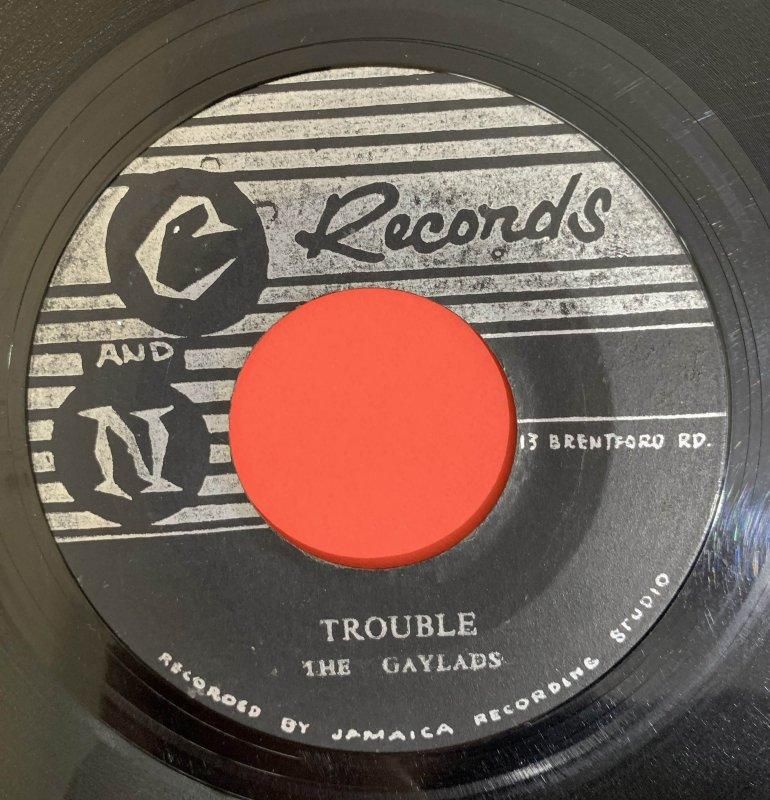 C Records
AND
N
13 BRENTFORD RD.
TROUBLE
THE GAYLADS
RECORDED BY JAMAICA RECORDING STUDIO